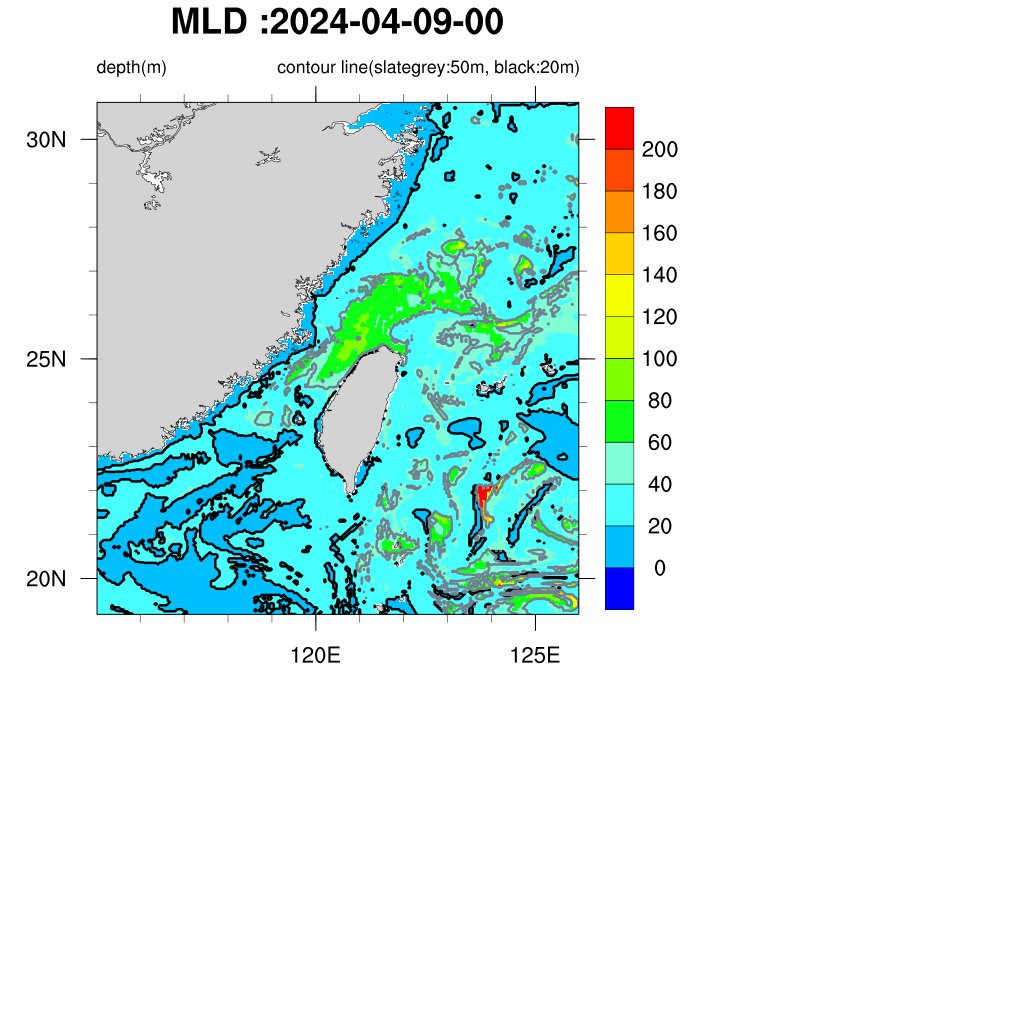 MLD :2024-04-09-00
depth(m)
contour line(slategrey:50m, black:20m)
30N
25N
20N
120E
125E
200
180
160
140
120
100
80
60
40
20
0